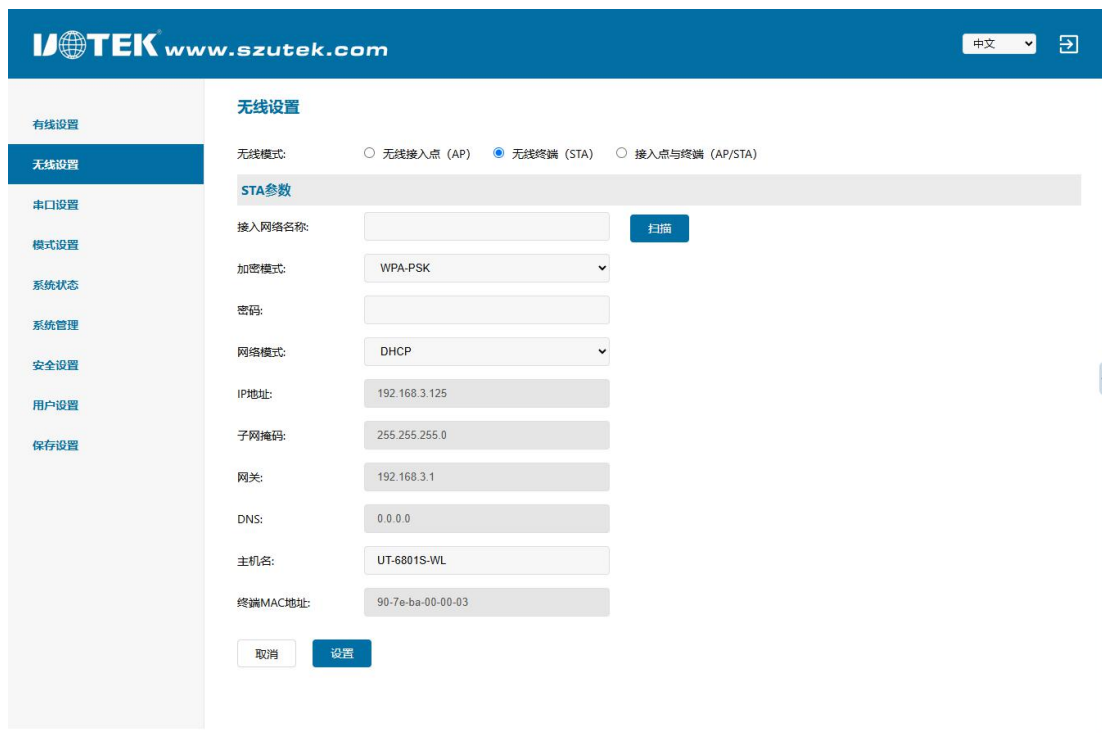 UTEK www.szutek.com
中文
有线设置
无线设置
串口设置
模式设置
系统状态
系统管理
安全设置
用户设置
保存设置
无线设置
无线模式: 无线接入点 (AP) 无线终端 (STA) 接入点与终端 (AP/STA)
STA参数
接入网络名称: 扫描
加密模式: WPA-PSK
密码:
网络模式: DHCP
IP地址: 192.168.3.125
子网掩码: 255.255.255.0
网关: 192.168.3.1
DNS: 0.0.0.0
主机名: UT-6801S-WL
终端MAC地址: 90-7e-ba-00-00-03
取消 设置